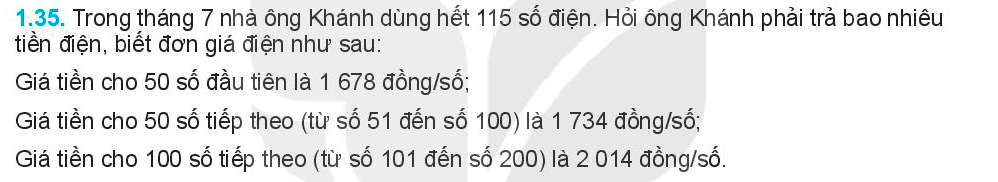 1.35. Trong tháng 7 nhà ông Khánh dùng hết 115 số điện. Hỏi ông Khánh phải trả bao nhiêu
tiền điện, biết đơn giá điện như sau:
Giá tiền cho 50 số đầu tiên là 1 678 đồng/số;
Giá tiền cho 50 số tiếp theo (từ số 51 đến số 100) là 1 734 đồng/số;
Giá tiền cho 100 số tiếp theo (từ số 101 đến số 200) là 2 014 đồng/số.